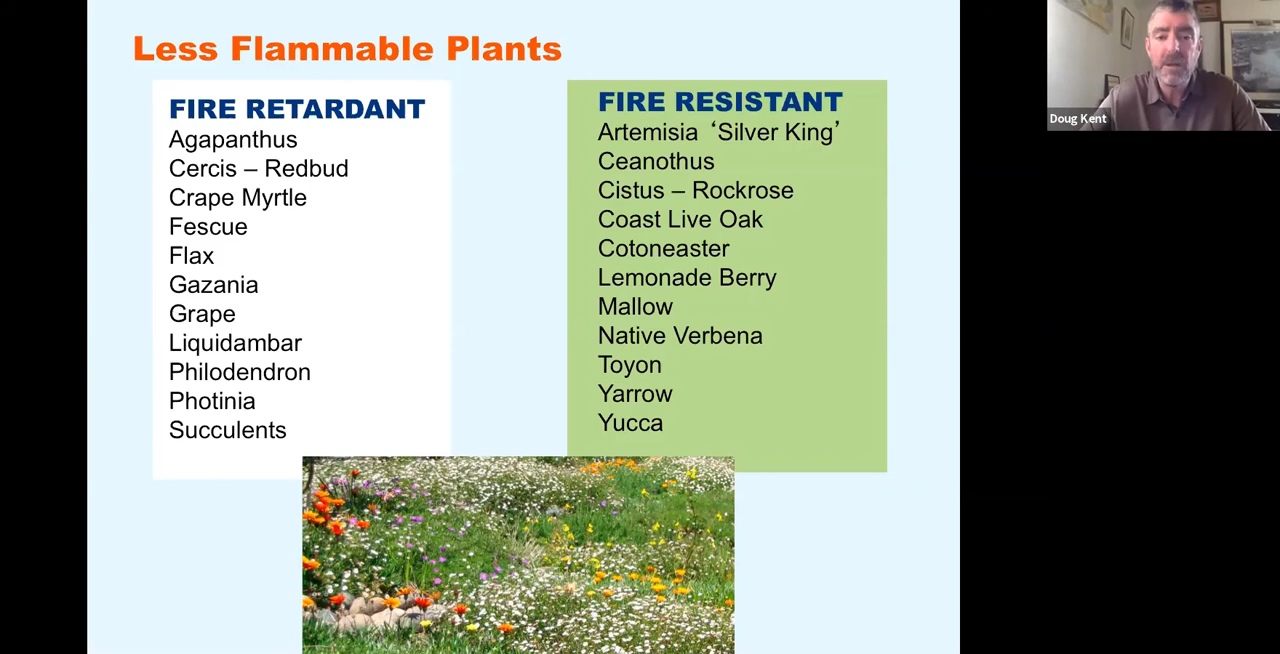 Less Flammable Plants
FIRE RETARDANT
Agapanthus
Cercis – Redbud
Crape Myrtle
Fescue
Flax
Gazania
Grape
Liquidambar
Philodendron
Photinia
Succulents
FIRE RESISTANT
Artemisia ‘Silver King’
Ceanothus
Cistus – Rockrose
Coast Live Oak
Cotoneaster
Lemonade Berry
Mallow
Native Verbena
Toyon
Yarrow
Yucca
Doug Kent